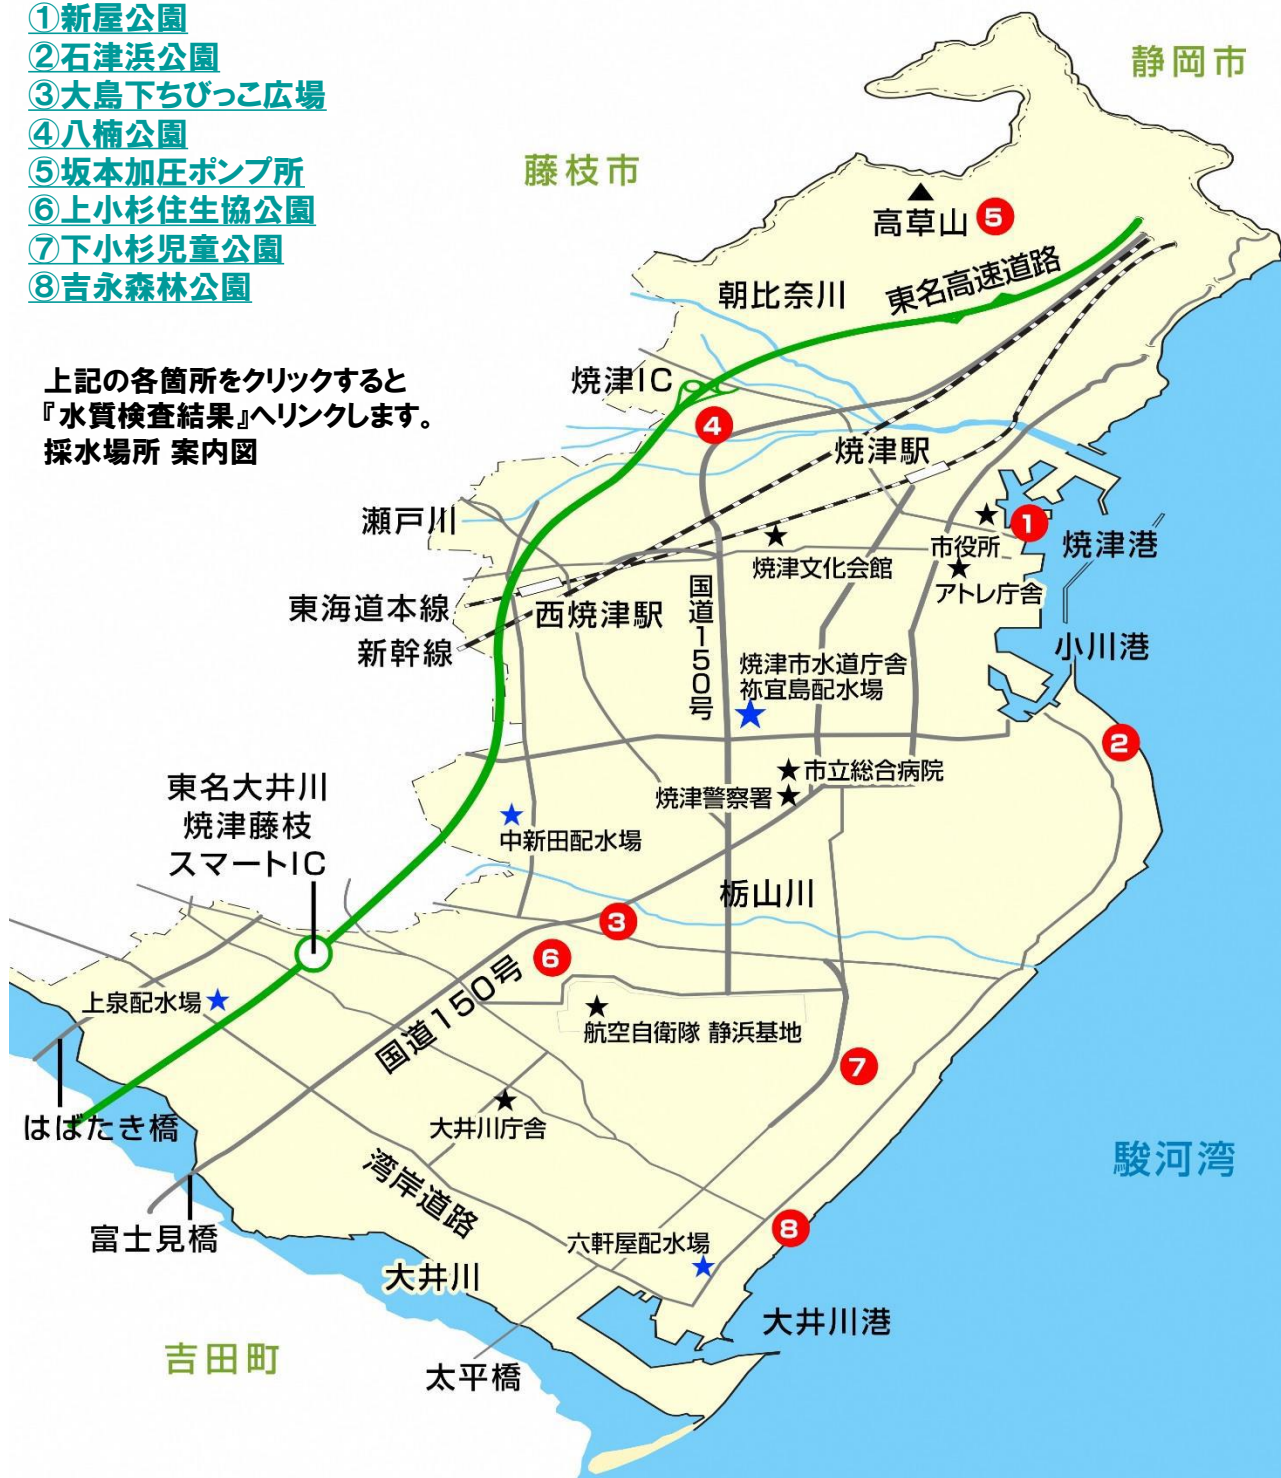 ①新屋公園
②石津浜公園
③大島下ちびっこ広場
④八楠公園
⑤坂本加圧ポンプ所
⑥上小杉住生協公園
⑦下小杉児童公園
⑧吉永森林公園
上記の各箇所をクリックすると
『水質検査結果』へリンクします。
採水場所 案内図
静岡市
藤枝市
高草山
5
東名高速道路
朝比奈川
焼津IC
4
焼津駅
瀬戸川
市役所
1
焼津港
焼津文化会館
アトレ庁舎
東海道本線
西焼津駅
国道150号
新幹線
小川港
焼津市水道庁舎
祢宜島配水場
2
市立総合病院
焼津警察署
東名大井川
焼津藤枝
スマートIC
中新田配水場
栃山川
3
6
国道150号
上泉配水場
航空自衛隊 静浜基地
7
はばたき橋
大井川庁舎
駿河湾
湾岸道路
富士見橋
8
六軒屋配水場
大井川
大井川港
吉田町
太平橋